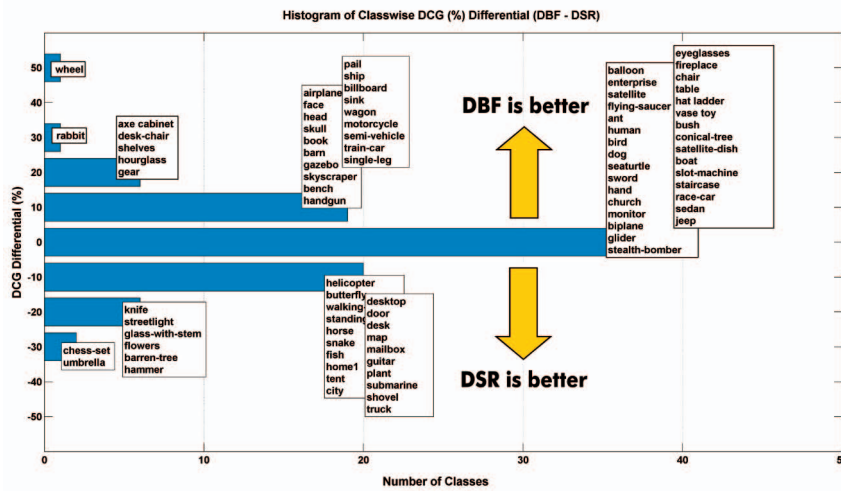 Histogram of Classwise DCG (%) Differential (DBF - DSR)
DCG Differential (%)
50
40
30
20
10
0
-10
-20
-30
-40
-50
wheel
rabbit
axe cabinet
desk-chair
shelves
hourglass
gear
airplane
face
head
skull
book
barn
gazebo
skyscraper
bench
handgun
pail
ship
billboard
sink
wagon
motorcycle
semi-vehicle
train-car
single-leg
DBF is better
balloon
enterprise
satellite
flying-saucer
ant
human
bird
dog
seaturtle
sword
hand
church
monitor
biplane
glider
stealth-bomber
eyeglasses
fireplace
chair
table
hat ladder
vase toy
bush
conical-tree
satellite-dish
boat
slot-machine
staircase
race-car
sedan
jeep
chess-set
umbrella
knife
streetlight
glass-with-stem
flowers
barren-tree
hammer
helicopter
butterfly
walking
standing
horse
snake
fish
home1
tent
city
desktop
door
desk
map
mailbox
guitar
plant
submarine
shovel
truck
DSR is better
0
10
20
30
40
Number of Classes